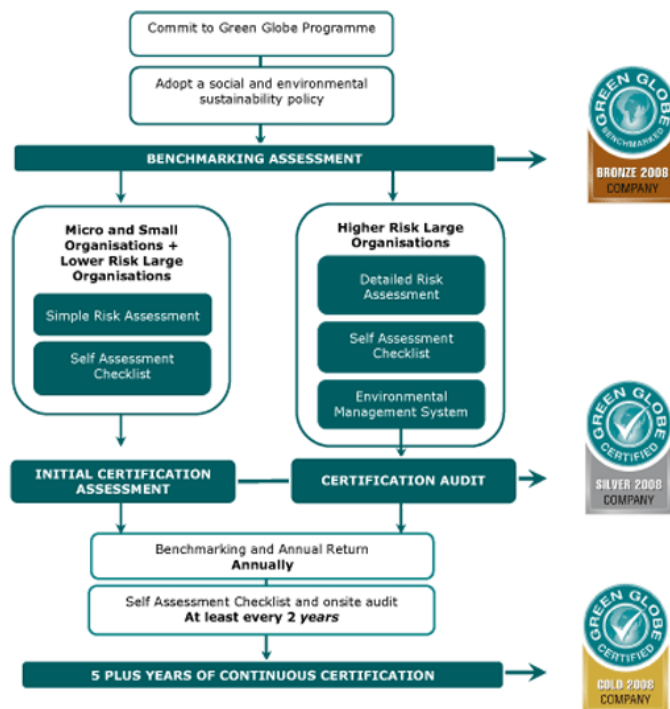 Commit to Green Globe Programme
Adopt a social and environmental
sustainability policy
BENCHMARKING ASSESSMENT
GREEN GLOBE
BENCHMARKED
BRONZE 2008
COMPANY
Micro and Small
Organisations +
Lower Risk Large
Organisations
Simple Risk Assessment
Self Assessment
Checklist
Higher Risk Large
Organisations
Detailed Risk
Assessment
Self Assessment
Checklist
Environmental
Management System
INITIAL CERTIFICATION
ASSESSMENT
CERTIFICATION AUDIT
GREEN GLOBE
CERTIFIED
SILVER 2008
COMPANY
Benchmarking and Annual Return
Annually
Self Assessment Checklist and onsite audit
At least every 2 years
5 PLUS YEARS OF CONTINUOUS CERTIFICATION
GREEN GLOBE
CERTIFIED
GOLD 2008
COMPANY